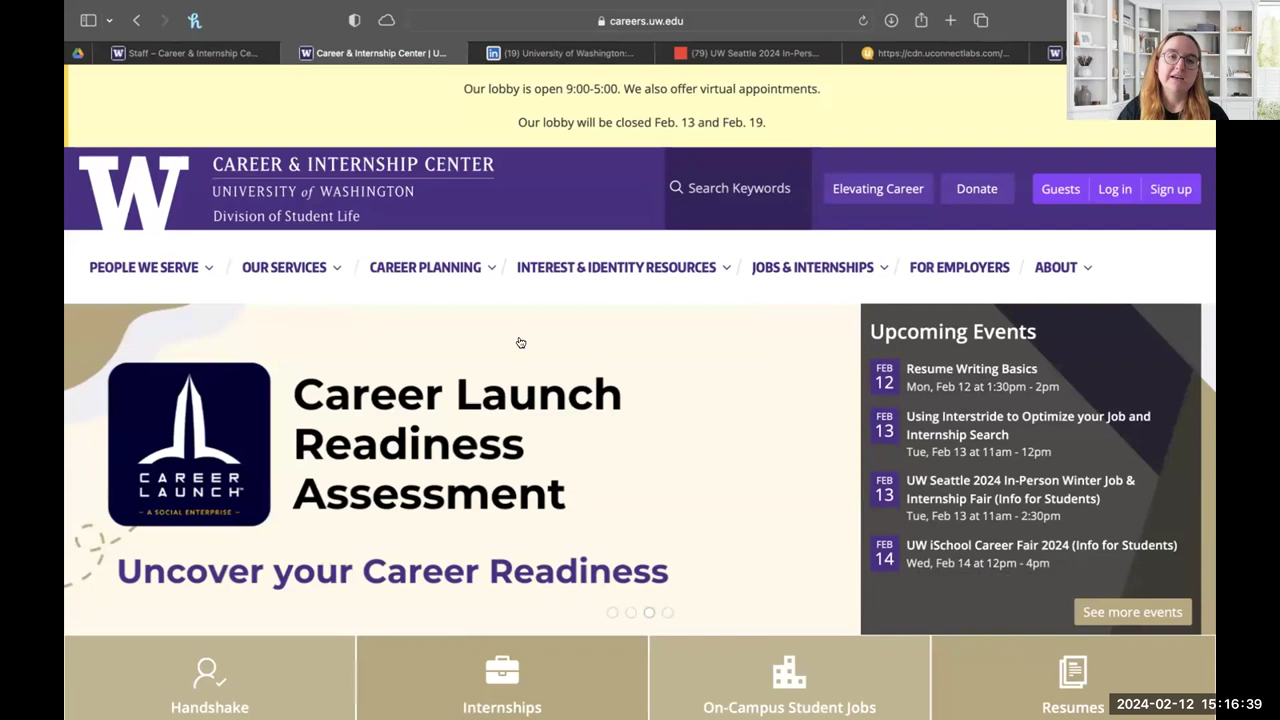 careers.uw.edu
Staff – Career & Internship Ce...
Career & Internship Center | U...
(19) University of Washington:...
(79) UW Seattle 2024 In-Pers...
https://cdn.uconnectlabs.com/...
Our lobby is open 9:00-5:00. We also offer virtual appointments.
Our lobby will be closed Feb. 13 and Feb. 19.
W
CAREER & INTERNSHIP CENTER
UNIVERSITY of WASHINGTON
Division of Student Life
Search Keywords
Elevating Career
Donate
Guests
Log in
Sign up
PEOPLE WE SERVE
OUR SERVICES
CAREER PLANNING
INTEREST & IDENTITY RESOURCES
JOBS & INTERNSHIPS
FOR EMPLOYERS
ABOUT
CAREER
LAUNCH
– A SOCIAL ENTERPRISE –
Career Launch
Readiness
Assessment
Uncover your Career Readiness
Upcoming Events
FEB
12
Resume Writing Basics
Mon, Feb 12 at 1:30pm - 2pm
FEB
13
Using Interstride to Optimize your Job and
Internship Search
Tue, Feb 13 at 11am - 12pm
FEB
13
UW Seattle 2024 In-Person Winter Job &
Internship Fair (Info for Students)
Tue, Feb 13 at 11am - 2:30pm
FEB
14
UW iSchool Career Fair 2024 (Info for Students)
Wed, Feb 14 at 12pm - 4pm
See more events
Handshake
Internships
On-Campus Student Jobs
Resumes
2024-02-12 15:16:39